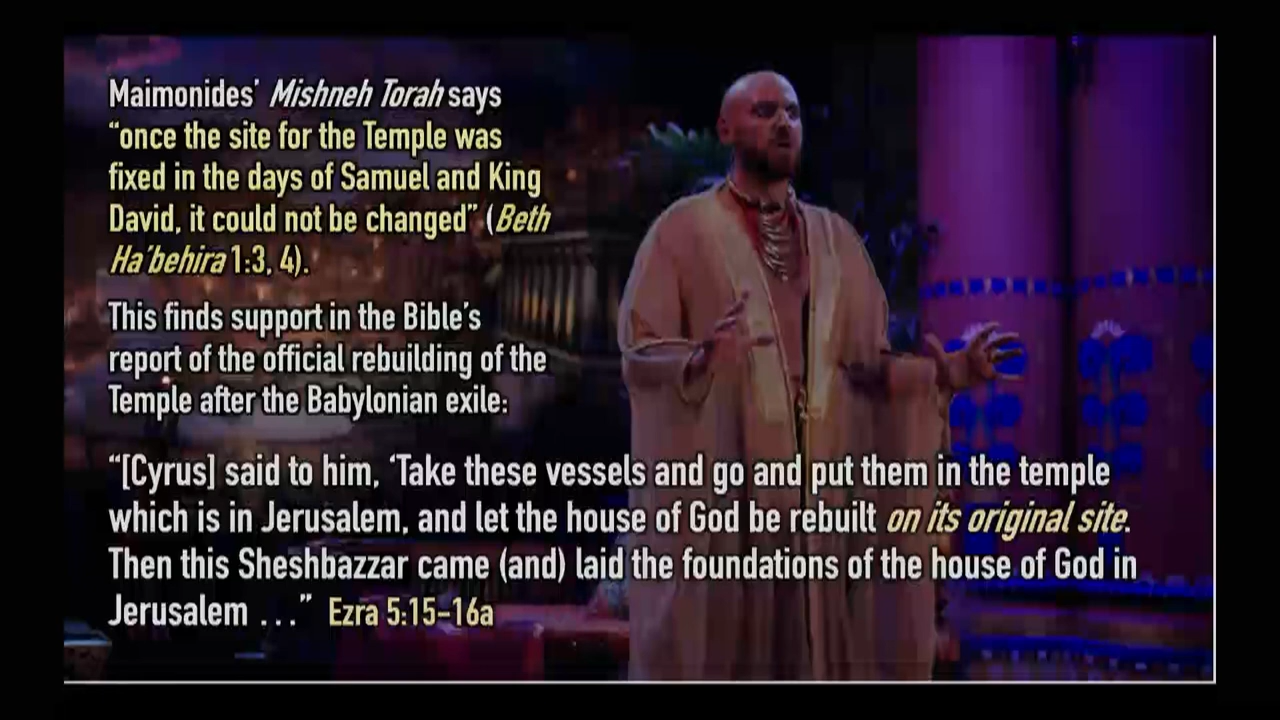 Maimonides' Mishneh Torah says
“once the site for the Temple was
fixed in the days of Samuel and King
David, it could not be changed” (Beth
Ha'behira 1:3, 4).
This finds support in the Bible's
report of the official rebuilding of the
Temple after the Babylonian exile:
“[Cyrus] said to him, ‘Take these vessels and go and put them in the temple
which is in Jerusalem, and let the house of God be rebuilt on its original site.
Then this Sheshbazzar came (and) laid the foundations of the house of God in
Jerusalem . . .” Ezra 5:15–16a